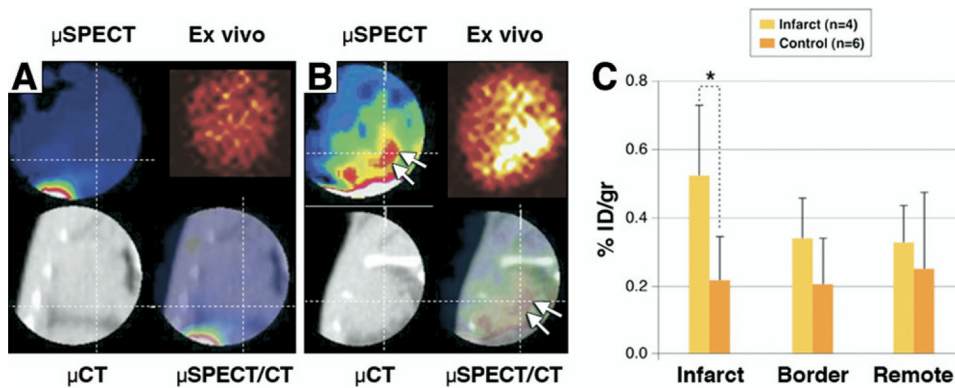 µSPECT
Ex vivo
A
µCT
µSPECT/CT
µSPECT
Ex vivo
B
µCT
µSPECT/CT
C
Infarct (n=4)
Control (n=6)
% ID/gr
0.8
0.6
0.4
0.2
0.0
*
Infarct
Border
Remote